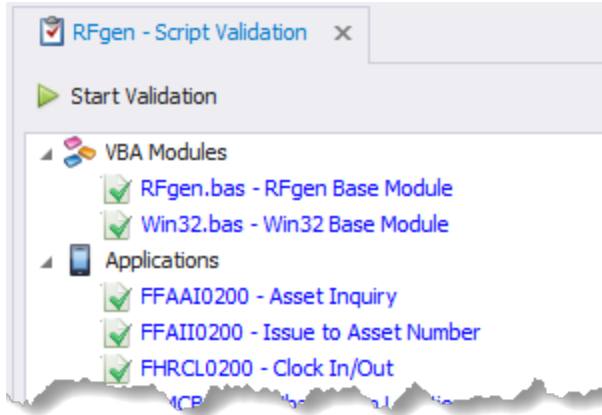 RFgen - Script Validation
Start Validation
VBA Modules
RFgen.bas - RFgen Base Module
Win32.bas - Win32 Base Module
Applications
FFAAI0200 - Asset Inquiry
FFAII0200 - Issue to Asset Number
FHRCL0200 - Clock In/Out